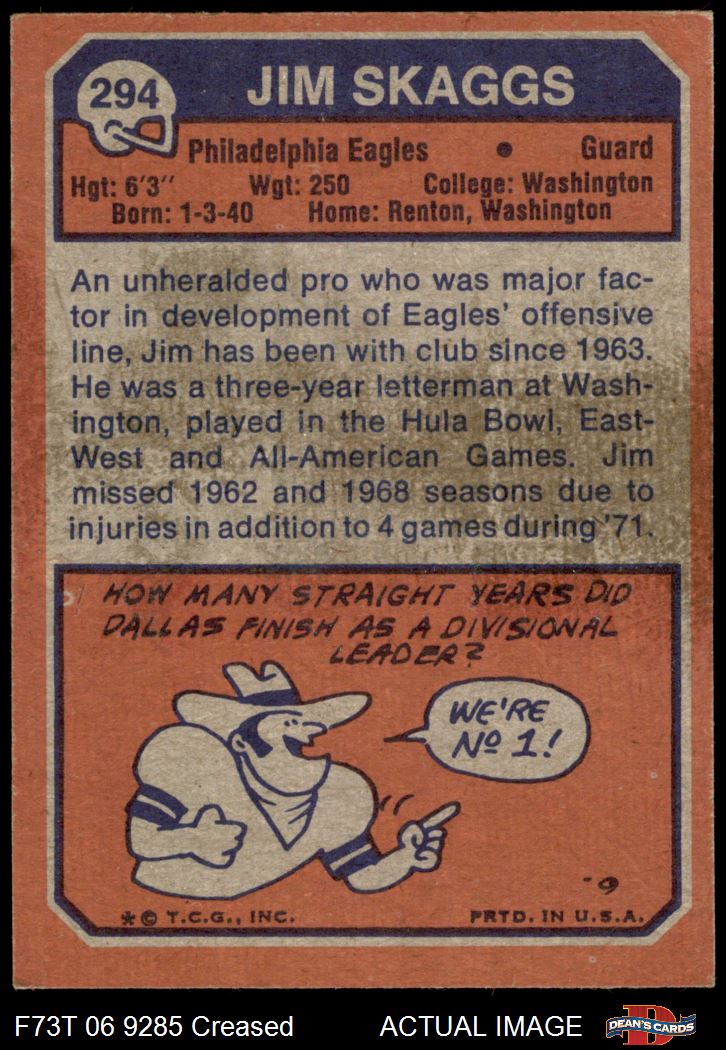 294
JIM SKAGGS
Philadelphia Eagles • Guard
Hgt: 6'3" Wgt: 250 College: Washington
Born: 1-3-40 Home: Renton, Washington
An unheralded pro who was major fac-
tor in development of Eagles' offensive
line, Jim has been with club since 1963.
He was a three-year letterman at Wash-
ington, played in the Hula Bowl, East-
West and All-American Games. Jim
missed 1962 and 1968 seasons due to
injuries in addition to 4 games during '71.
HOW MANY STRAIGHT YEARS DID
DALLAS FINISH AS A DIVISIONAL
LEADER?
WE'RE
Nº 1!
* © T.C.G., INC. PRTD. IN U.S.A.
F73T 06 9285 Creased ACTUAL IMAGE
D
DEAN'S CARDS